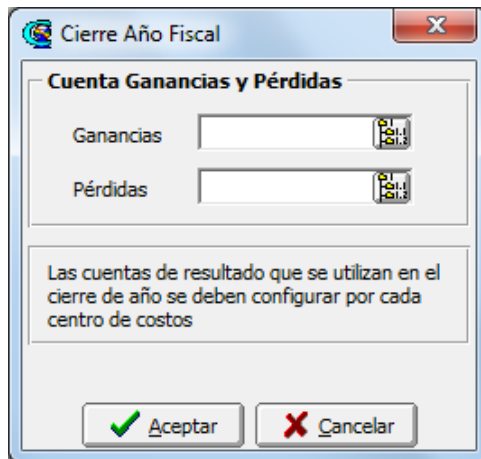 Cierre Año Fiscal
Cuenta Ganancias y Pérdidas
Ganancias
Pérdidas
Las cuentas de resultado que se utilizan en el
cierre de año se deben configurar por cada
centro de costos
Aceptar
Cancelar